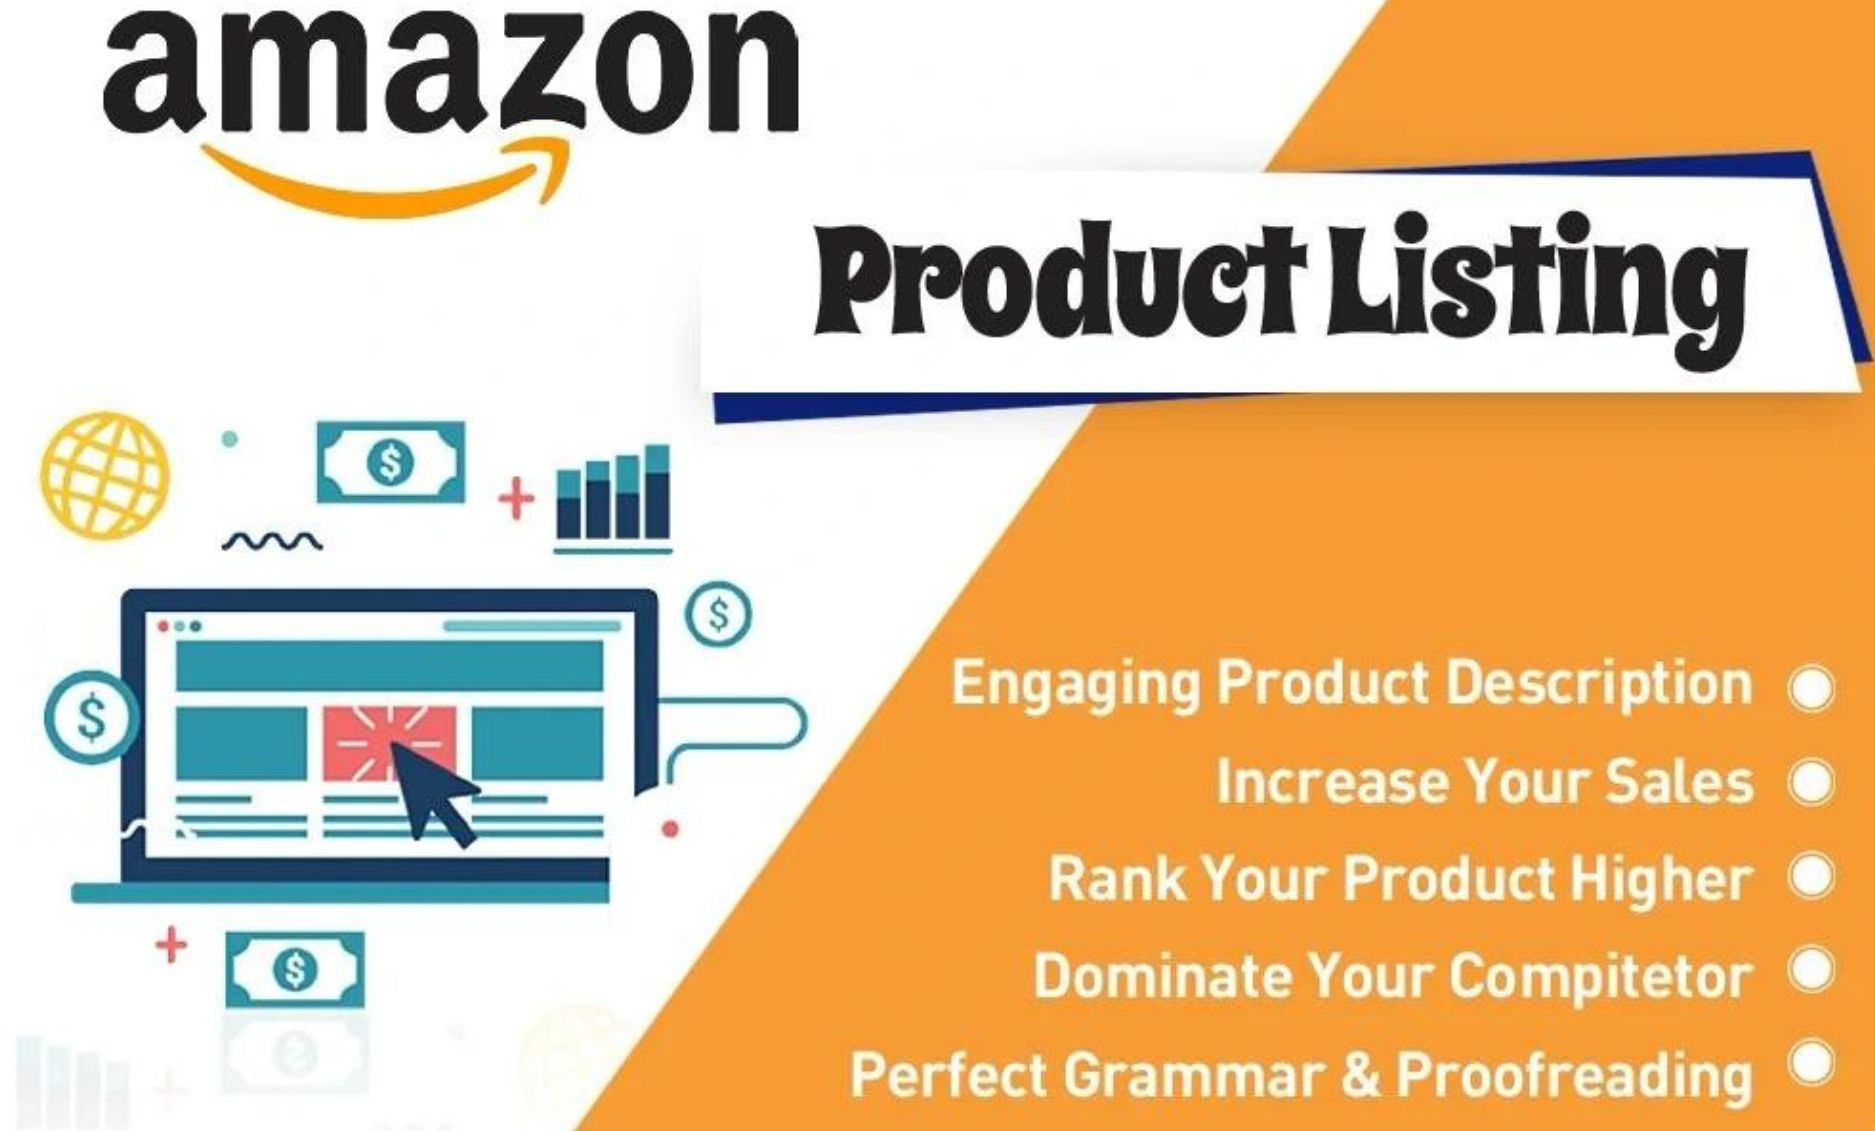 amazon
Product Listing
Engaging Product Description
Increase Your Sales
Rank Your Product Higher
Dominate Your Compitetor
Perfect Grammar & Proofreading
$
$
$
$